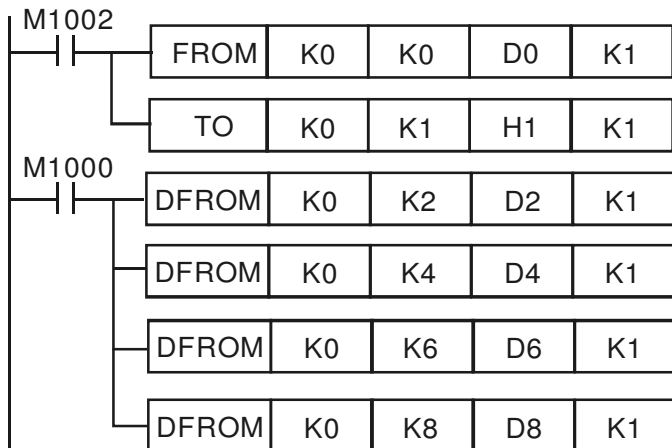 M1002
FROM K0 K0 D0 K1
TO K0 K1 H1 K1
M1000
DFROM K0 K2 D2 K1
DFROM K0 K4 D4 K1
DFROM K0 K6 D6 K1
DFROM K0 K8 D8 K1